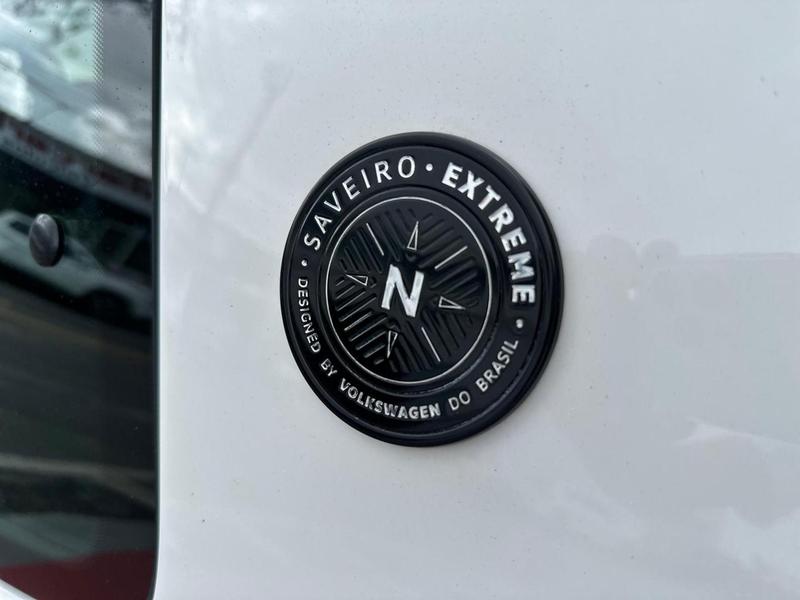 SAVEIRO • EXTREME
N
DESIGNED BY VOLKSWAGEN DO BRASIL